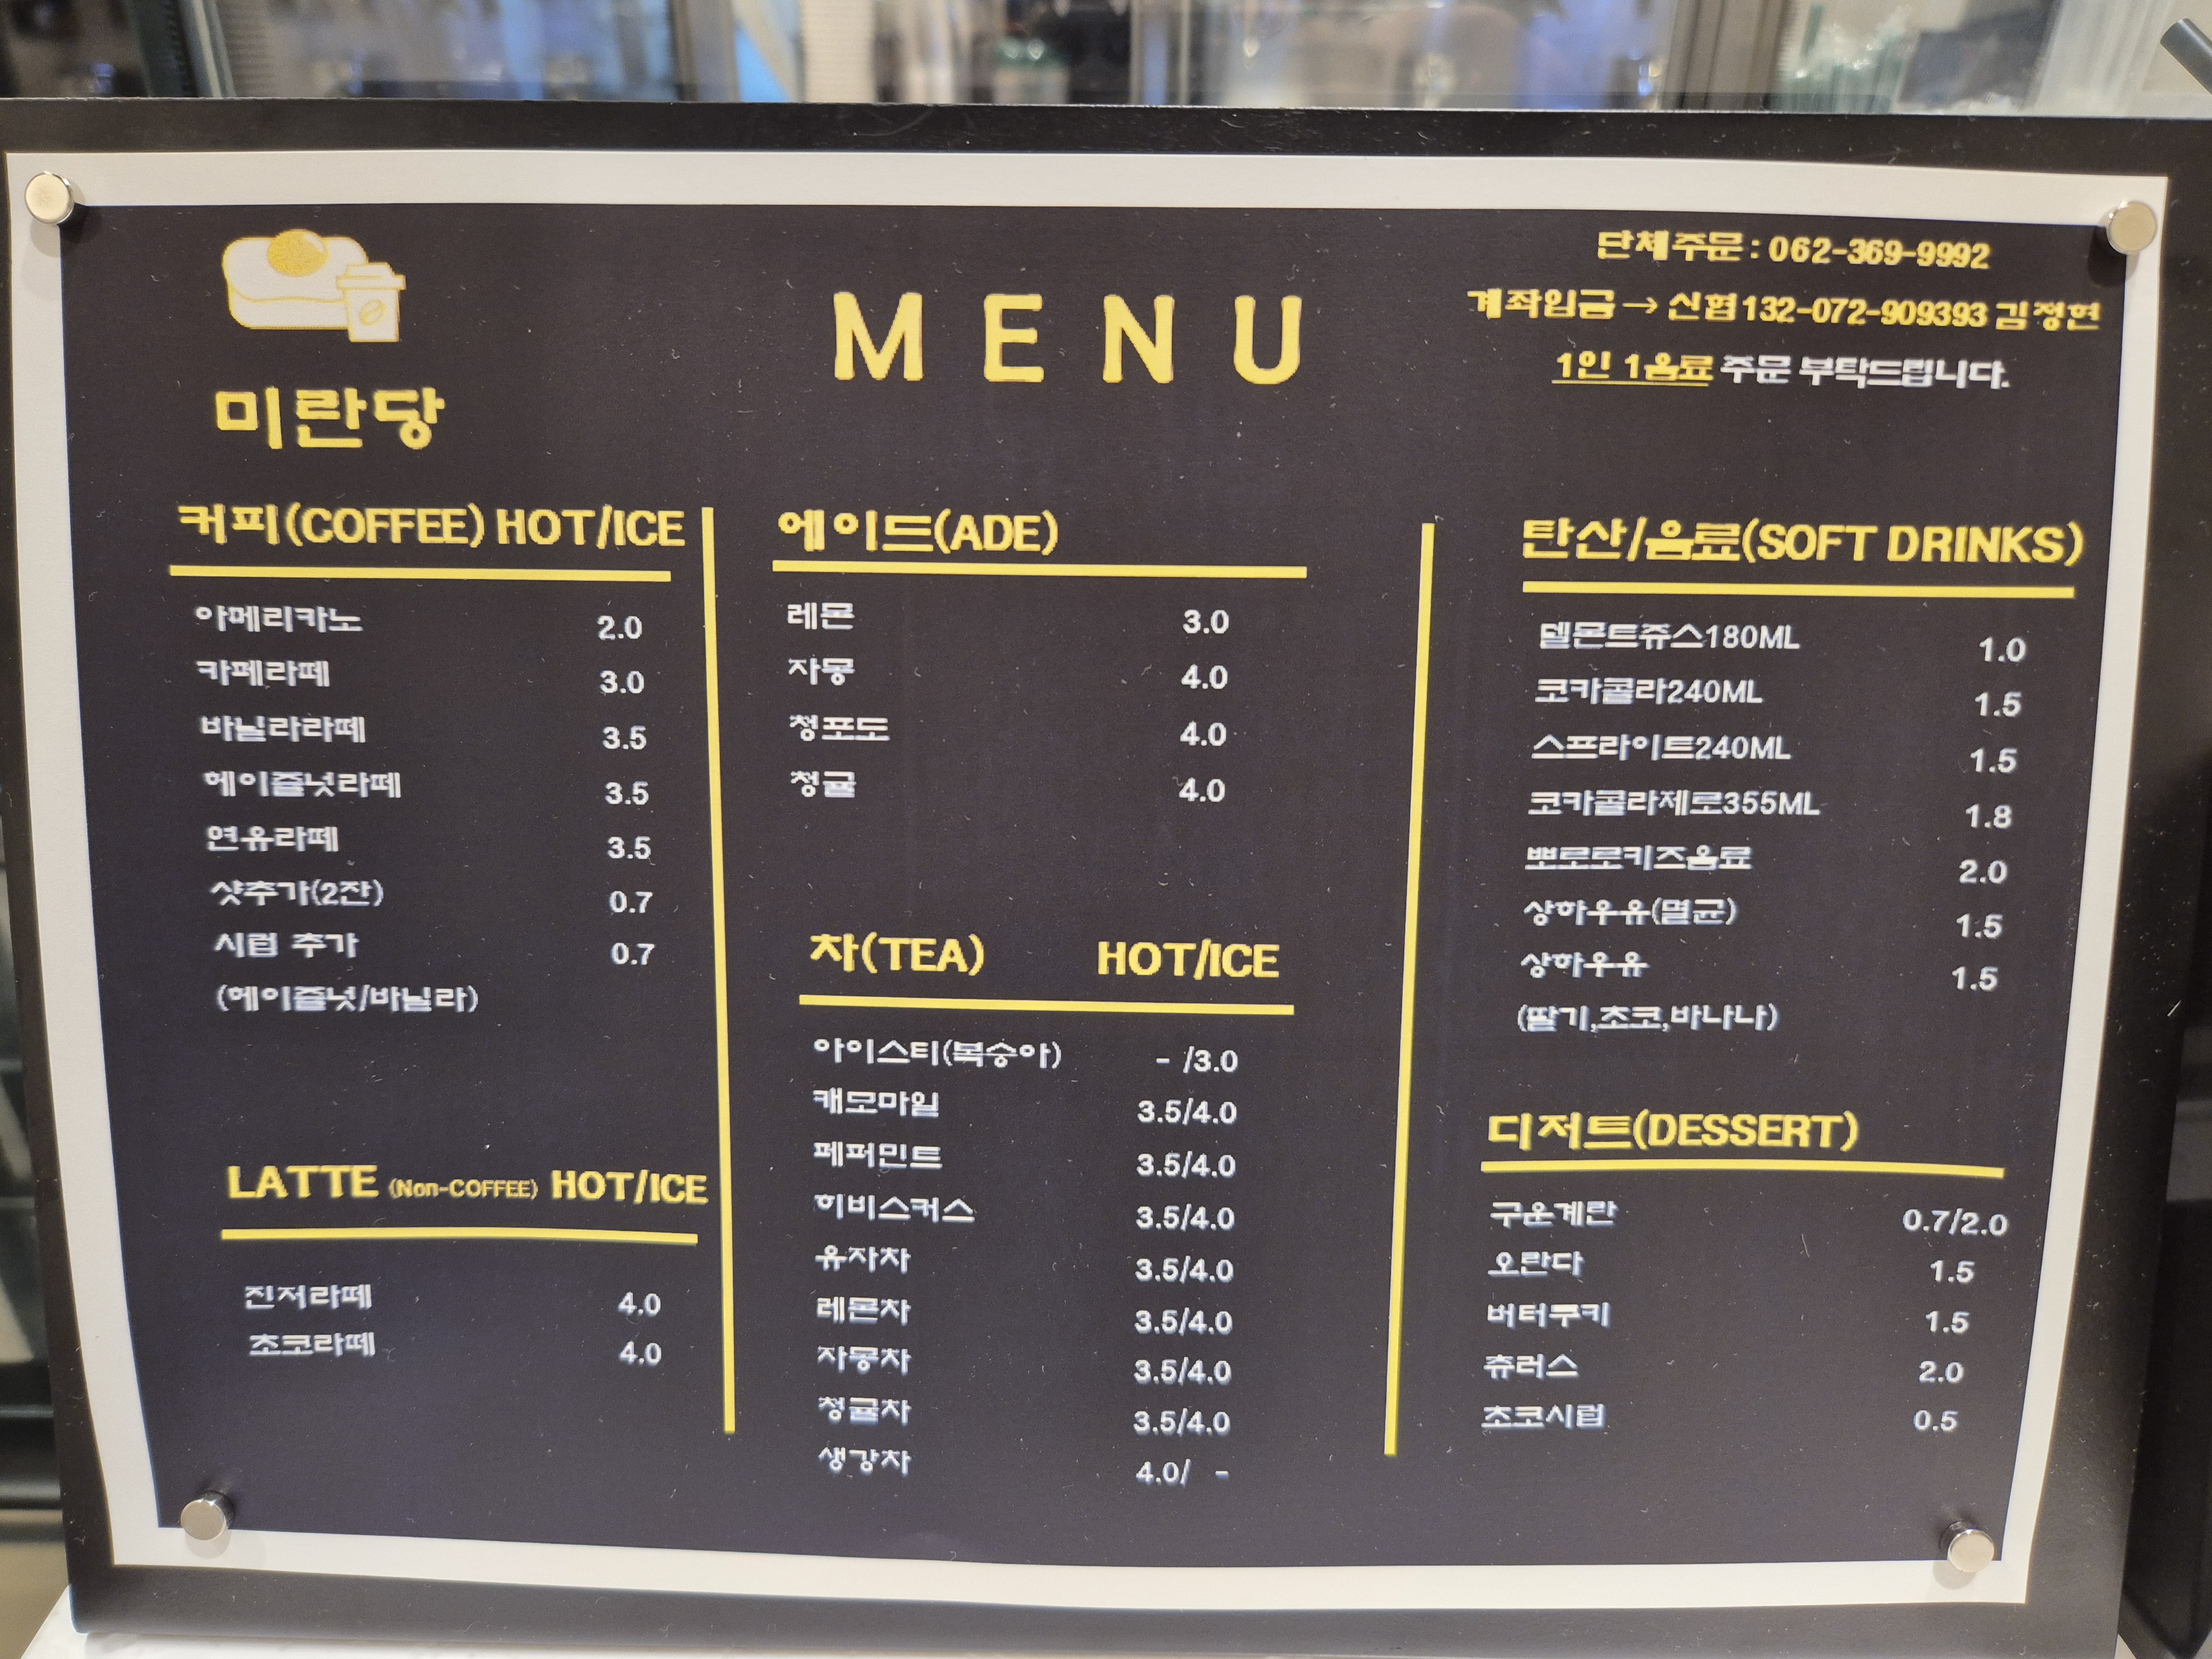 미란당
MENU
단체주문 : 062-369-9992
계좌입금 → 신협 132-072-909393 김정현
1인 1음료 주문 부탁드립니다.
커피(COFFEE) HOT/ICE
아메리카노 2.0
카페라떼 3.0
바닐라라떼 3.5
헤이즐넛라떼 3.5
연유라떼 3.5
샷추가(2잔) 0.7
시럽 추가 0.7
(헤이즐넛/바닐라)
LATTE (Non-COFFEE) HOT/ICE
진저라떼 4.0
초코라떼 4.0
에이드(ADE)
레몬 3.0
자몽 4.0
청포도 4.0
청귤 4.0
차(TEA) HOT/ICE
아이스티(복숭아) - /3.0
캐모마일 3.5/4.0
페퍼민트 3.5/4.0
히비스커스 3.5/4.0
유자차 3.5/4.0
레몬차 3.5/4.0
자몽차 3.5/4.0
청귤차 3.5/4.0
생강차 4.0/ -
탄산/음료(SOFT DRINKS)
델몬트쥬스180ML 1.0
코카콜라240ML 1.5
스프라이트240ML 1.5
코카콜라제로355ML 1.8
뽀로로키즈음료 2.0
상하우유(멸균) 1.5
상하우유 1.5
(딸기,초코,바나나)
디저트(DESSERT)
구운계란 0.7/2.0
오란다 1.5
버터쿠키 1.5
츄러스 2.0
초코시럽 0.5